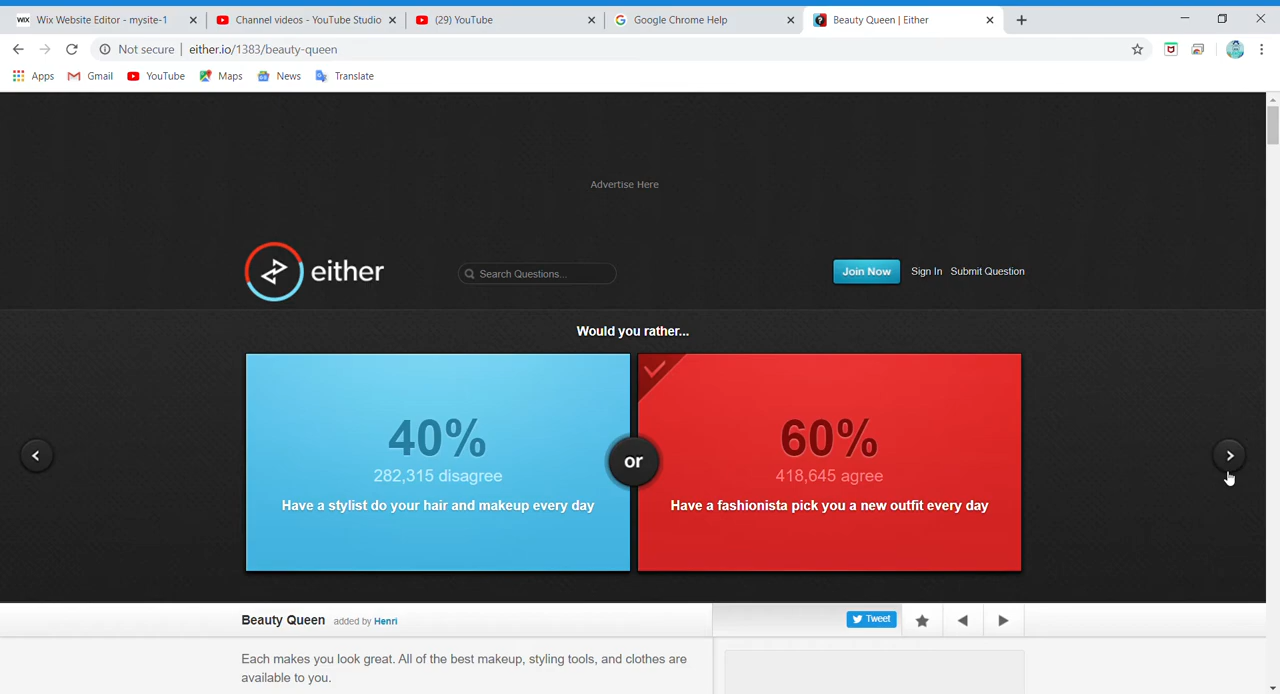 WIX Wix Website Editor - mysite-1
Channel videos - YouTube Studio
(29) YouTube
Google Chrome Help
Beauty Queen | Either
Not secure | either.io/1383/beauty-queen
Apps Gmail YouTube Maps News Translate
Advertise Here
either
Search Questions...
Join Now Sign In Submit Question
Would you rather...
40%
282,315 disagree
Have a stylist do your hair and makeup every day
or
60%
418,645 agree
Have a fashionista pick you a new outfit every day
Beauty Queen added by Henri
Tweet
Each makes you look great. All of the best makeup, styling tools, and clothes are
available to you.